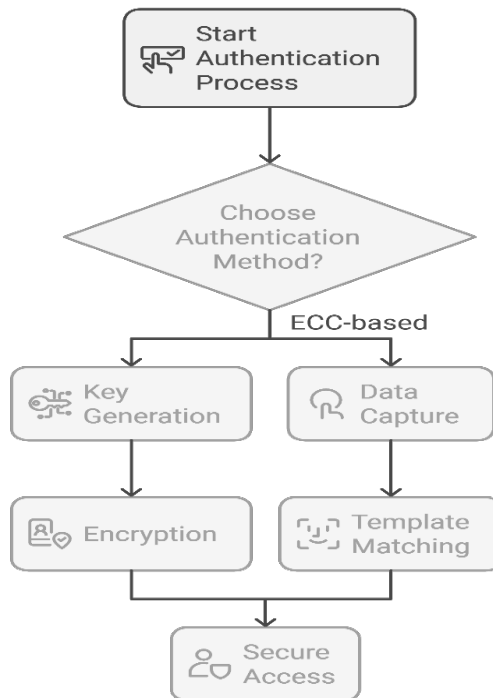 Start
Authentication
Process
Choose
Authentication
Method?
ECC-based
Key
Generation
Data
Capture
Encryption
Template
Matching
Secure
Access